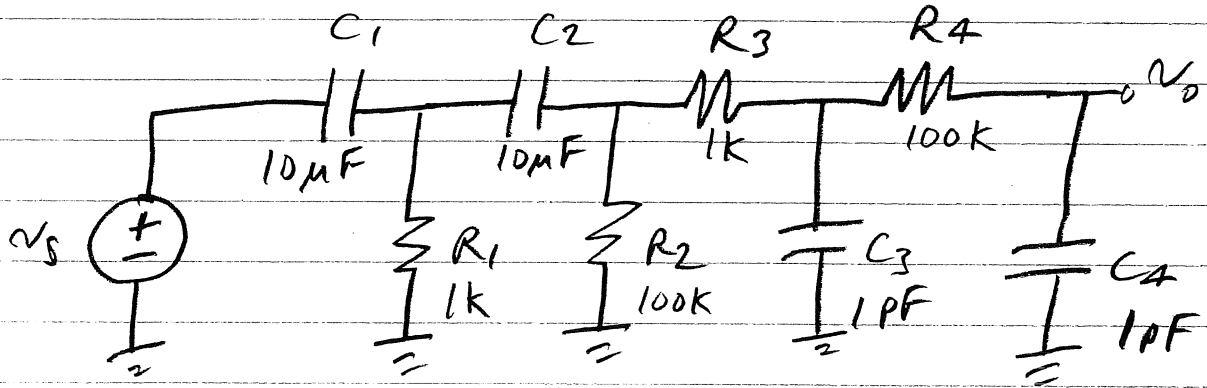 C1 C2 R3 R4
10μF 10μF 1K 100K vo
vs + − R1 R2 C3 C4
1K 100K 1pF 1pF